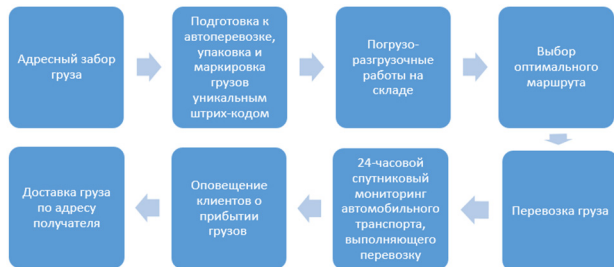 Адресный забор
груза
Подготовка к
автоперевозке,
упаковка и
маркировка
грузов
уникальным
штрих-кодом
Погрузо-
разгрузочные
работы на
складе
Выбор
оптимального
маршрута
Перевозка груза
24-часовой
спутниковый
мониторинг
автомобильного
транспорта,
выполняющего
перевозку
Оповещение
клиентов о
прибытии
грузов
Доставка груза
по адресу
получателя